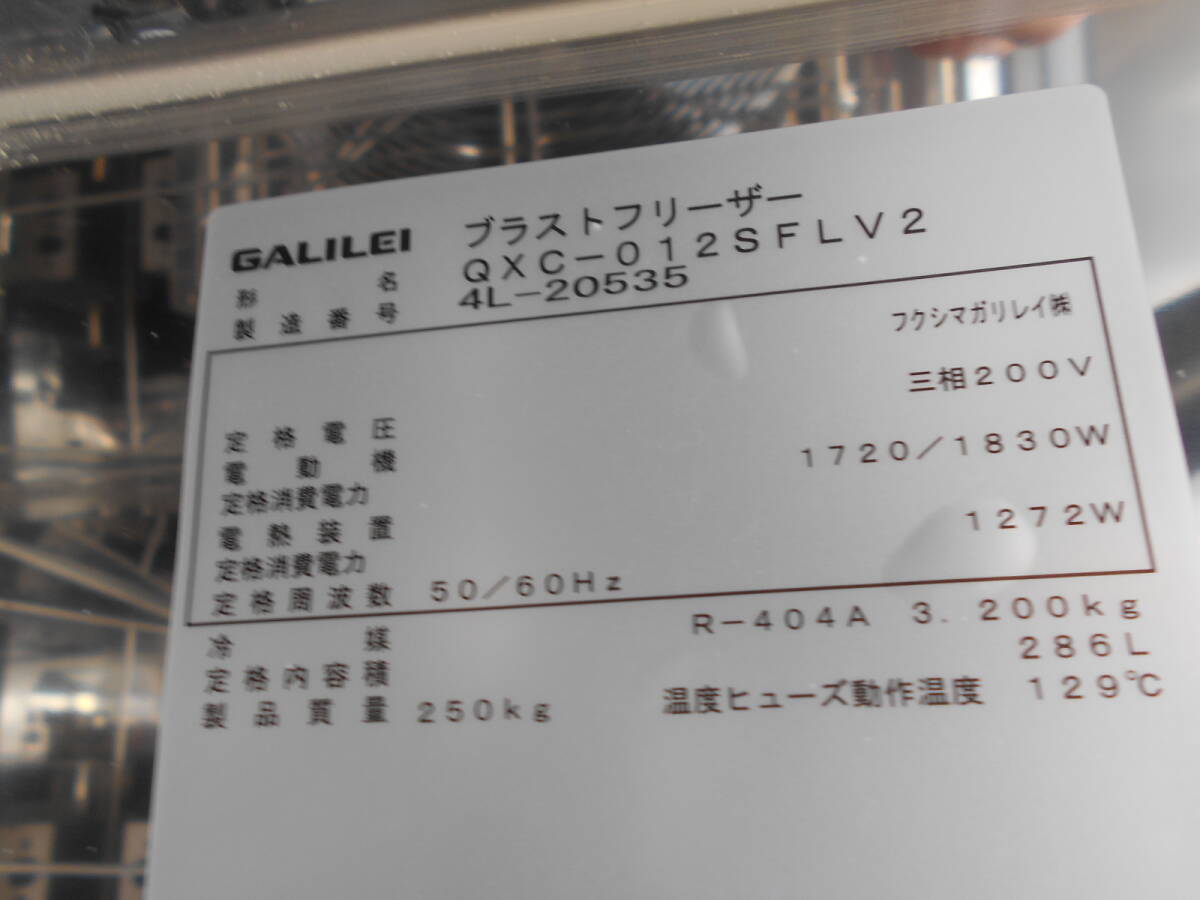 GALILEI ブラストフリーザー
形名 QXC-012SFLV2
製造番号 4L-20535
フクシマガリレイ㈱
定格電圧 三相200V
電動機
定格消費電力 1720/1830W
電熱装置
定格消費電力 1272W
定格周波数 50/60Hz
冷媒 R-404A 3.200kg
定格内容積 286L
製品質量 250kg 温度ヒューズ動作温度 129℃